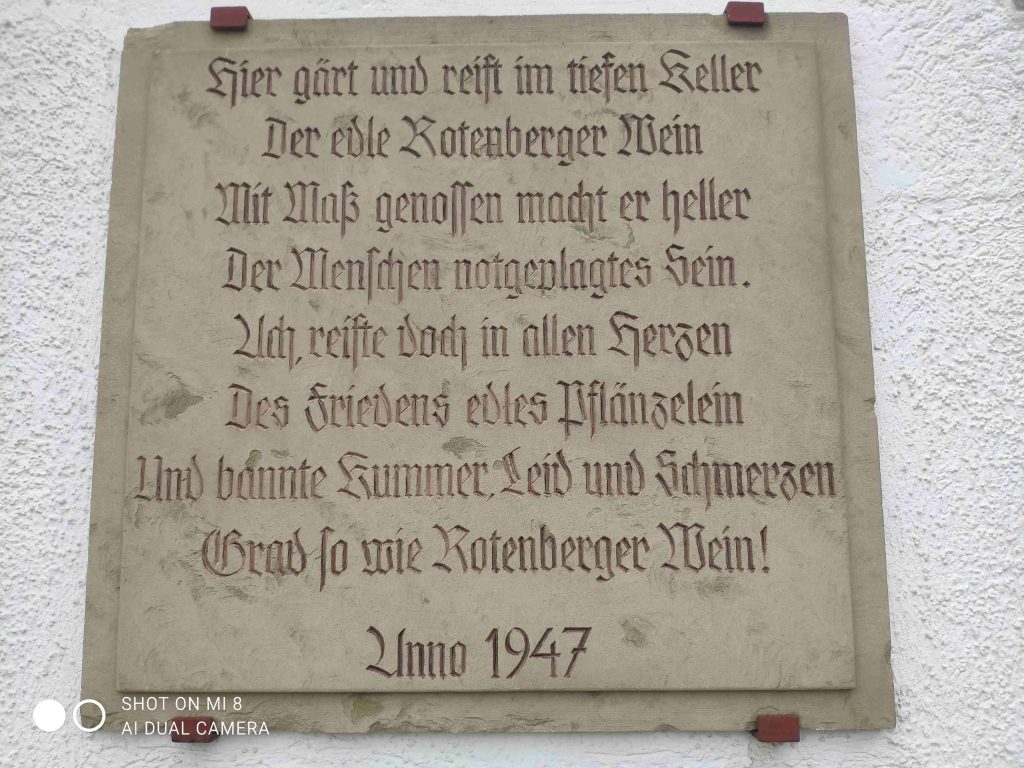 Hier gärt und reift im tiefen Keller
Der edle Rotenberger Wein
Mit Maß genossen macht er heller
Der Menschen notgeplagtes Sein.
Ach, reifte doch in allen Herzen
Des Friedens edles Pflänzelein
Und bannte Kummer, Leid und Schmerzen
Grad so wie Rotenberger Wein!
Anno 1947
SHOT ON MI 8
AI DUAL CAMERA